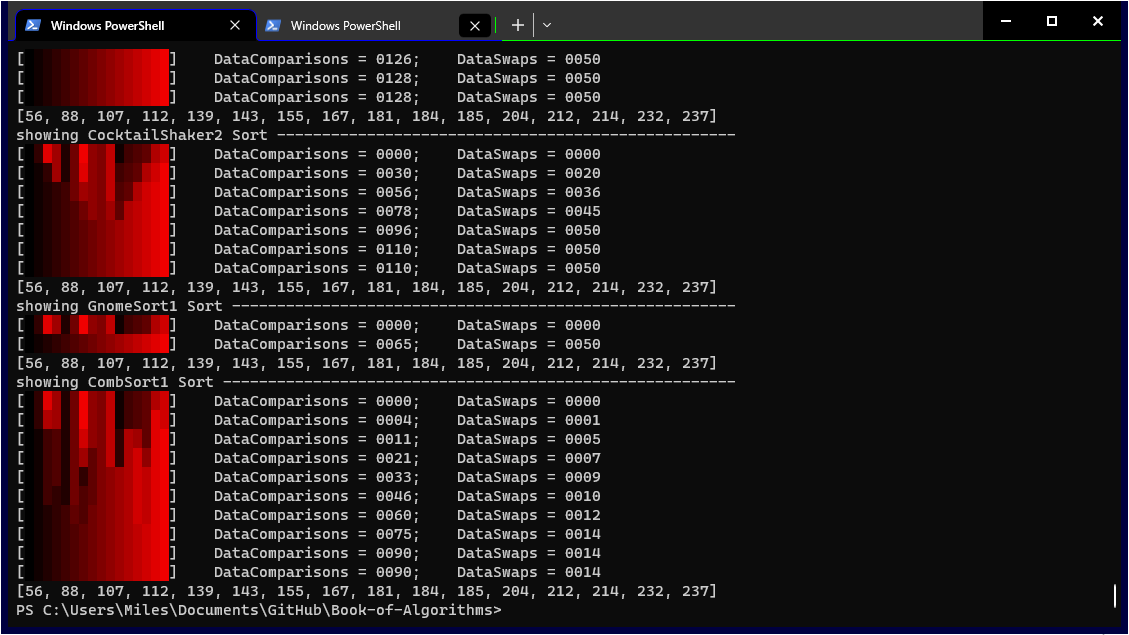 Windows PowerShell
Windows PowerShell
[ ] DataComparisons = 0126; DataSwaps = 0050
[ ] DataComparisons = 0128; DataSwaps = 0050
[ ] DataComparisons = 0128; DataSwaps = 0050
[56, 88, 107, 112, 139, 143, 155, 167, 181, 184, 185, 204, 212, 214, 232, 237]
showing CocktailShaker2 Sort ---------------------------------------------------
[ ] DataComparisons = 0000; DataSwaps = 0000
[ ] DataComparisons = 0030; DataSwaps = 0020
[ ] DataComparisons = 0056; DataSwaps = 0036
[ ] DataComparisons = 0078; DataSwaps = 0045
[ ] DataComparisons = 0096; DataSwaps = 0050
[ ] DataComparisons = 0110; DataSwaps = 0050
[ ] DataComparisons = 0110; DataSwaps = 0050
[56, 88, 107, 112, 139, 143, 155, 167, 181, 184, 185, 204, 212, 214, 232, 237]
showing GnomeSort1 Sort --------------------------------------------------------
[ ] DataComparisons = 0000; DataSwaps = 0000
[ ] DataComparisons = 0065; DataSwaps = 0050
[56, 88, 107, 112, 139, 143, 155, 167, 181, 184, 185, 204, 212, 214, 232, 237]
showing CombSort1 Sort ---------------------------------------------------------
[ ] DataComparisons = 0000; DataSwaps = 0000
[ ] DataComparisons = 0004; DataSwaps = 0001
[ ] DataComparisons = 0011; DataSwaps = 0005
[ ] DataComparisons = 0021; DataSwaps = 0007
[ ] DataComparisons = 0033; DataSwaps = 0009
[ ] DataComparisons = 0046; DataSwaps = 0010
[ ] DataComparisons = 0060; DataSwaps = 0012
[ ] DataComparisons = 0075; DataSwaps = 0014
[ ] DataComparisons = 0090; DataSwaps = 0014
[ ] DataComparisons = 0090; DataSwaps = 0014
[56, 88, 107, 112, 139, 143, 155, 167, 181, 184, 185, 204, 212, 214, 232, 237]
PS C:\Users\Miles\Documents\GitHub\Book-of-Algorithms>